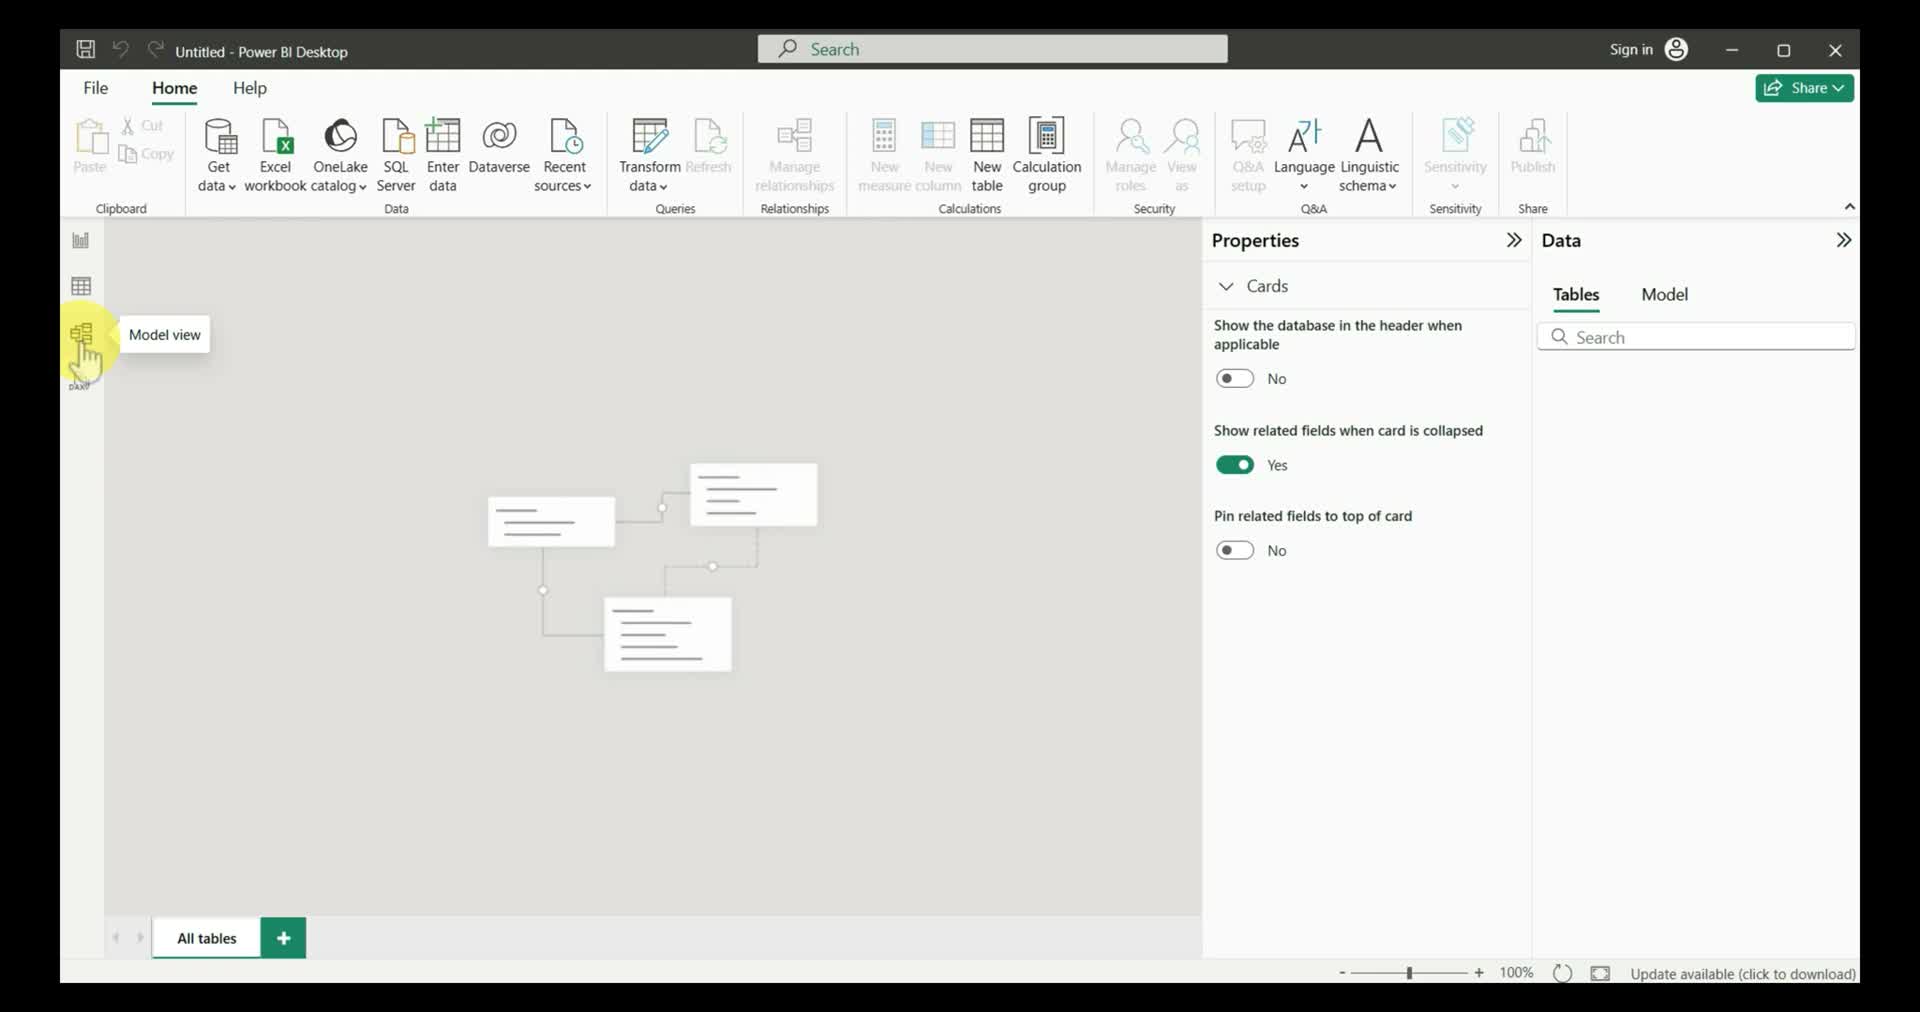 Untitled - Power BI Desktop
Search
Sign in
File
Home
Help
Share
Paste
Cut
Copy
Get data
Excel workbook
OneLake catalog
SQL Server
Enter data
Dataverse
Recent sources
Transform data
Refresh
Manage relationships
New measure
New column
New table
Calculation group
Manage roles
View as
Q&A setup
Language
Linguistic schema
Sensitivity
Publish
Clipboard
Data
Queries
Relationships
Calculations
Security
Q&A
Sensitivity
Share
Model view
DAX
Properties
Cards
Show the database in the header when
applicable
No
Show related fields when card is collapsed
Yes
Pin related fields to top of card
No
Data
Tables
Model
Search
All tables
100%
Update available (click to download)